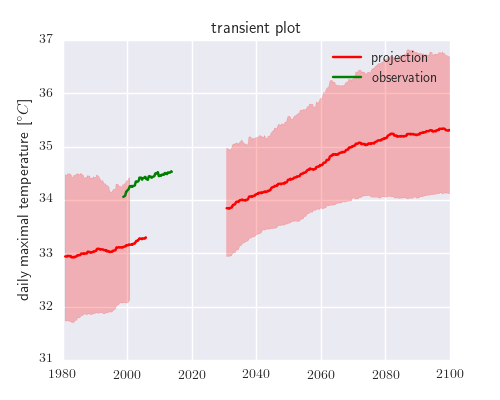 transient plot
projection
observation
daily maximal temperature [°C]
37
36
35
34
33
32
31
1980 2000 2020 2040 2060 2080 2100